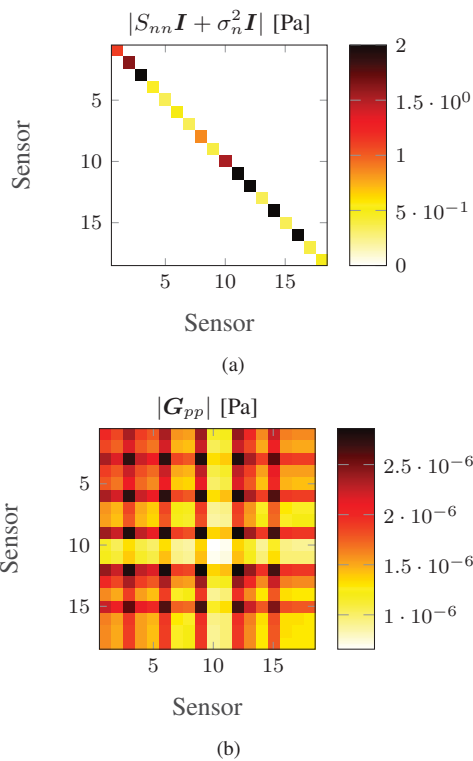 |S_{nn}I + σ_n^2 I| [Pa]
Sensor
5
10
15
5 10 15
Sensor
2
1.5 · 10^0
1
5 · 10^{-1}
0
(a)
|G_{pp}| [Pa]
Sensor
5
10
15
5 10 15
Sensor
2.5 · 10^{-6}
2 · 10^{-6}
1.5 · 10^{-6}
1 · 10^{-6}
(b)